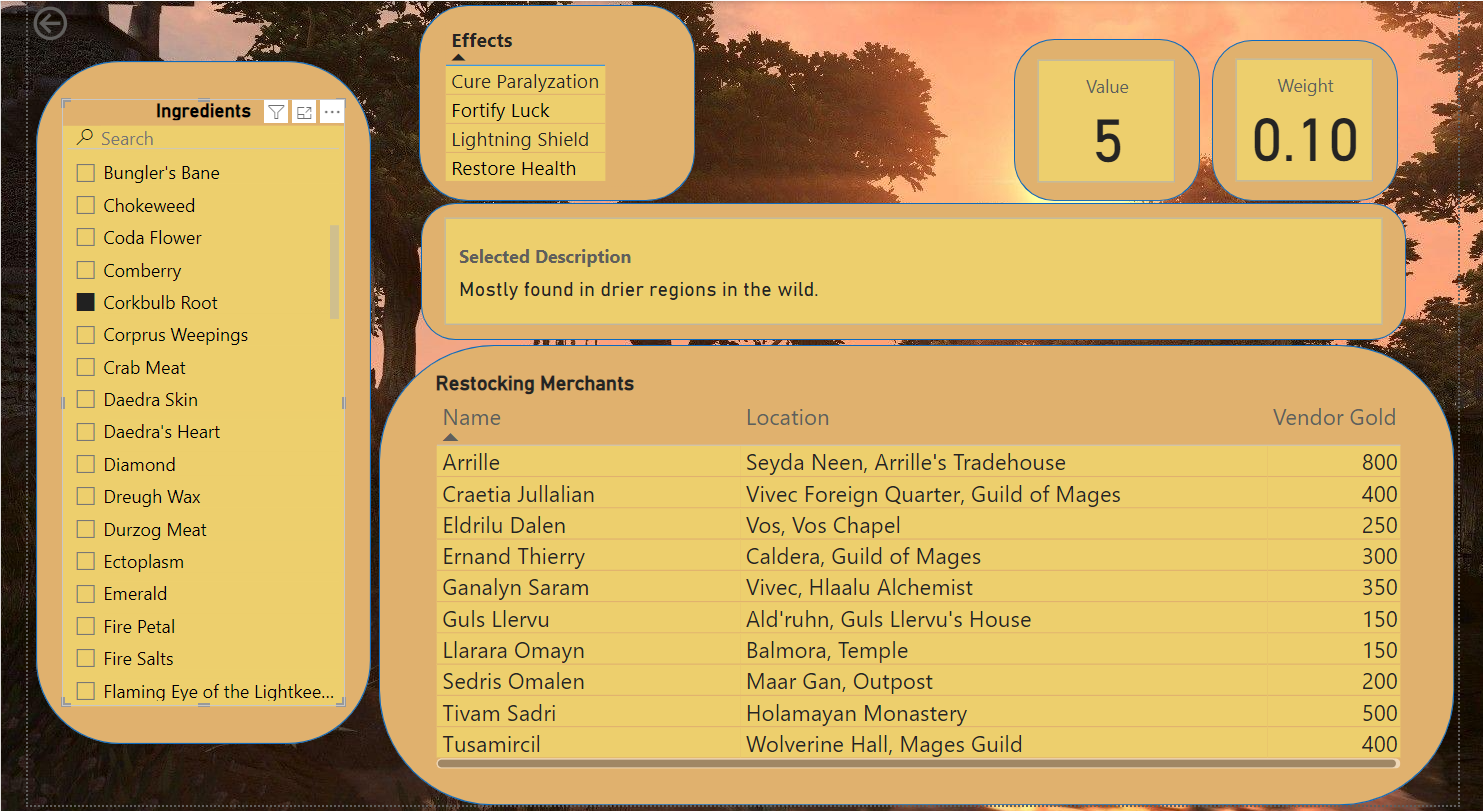 Ingredients
Search
Bungler's Bane
Chokeweed
Coda Flower
Comberry
Corkbulb Root
Corprus Weepings
Crab Meat
Daedra Skin
Daedra's Heart
Diamond
Dreugh Wax
Durzog Meat
Ectoplasm
Emerald
Fire Petal
Fire Salts
Flaming Eye of the Lightkee...
Effects
Cure Paralyzation
Fortify Luck
Lightning Shield
Restore Health
Value
5
Weight
0.10
Selected Description
Mostly found in drier regions in the wild.
Restocking Merchants
Name Location Vendor Gold
Arrille Seyda Neen, Arrille's Tradehouse 800
Craetia Jullalian Vivec Foreign Quarter, Guild of Mages 400
Eldrilu Dalen Vos, Vos Chapel 250
Ernand Thierry Caldera, Guild of Mages 300
Ganalyn Saram Vivec, Hlaalu Alchemist 350
Guls Llervu Ald'ruhn, Guls Llervu's House 150
Llarara Omayn Balmora, Temple 150
Sedris Omalen Maar Gan, Outpost 200
Tivam Sadri Holamayan Monastery 500
Tusamircil Wolverine Hall, Mages Guild 400